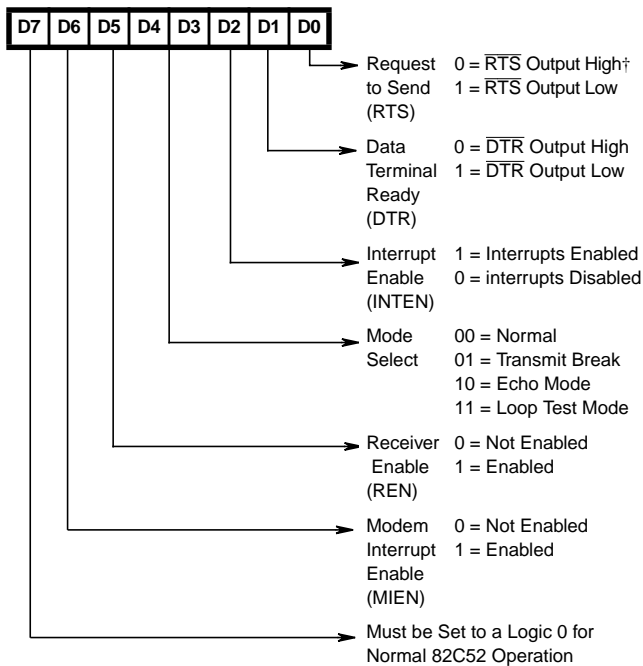 D7 D6 D5 D4 D3 D2 D1 D0
Request 0 = RTS Output High†
to Send 1 = RTS Output Low
(RTS)
Data 0 = DTR Output High
Terminal 1 = DTR Output Low
Ready
(DTR)
Interrupt 1 = Interrupts Enabled
Enable 0 = interrupts Disabled
(INTEN)
Mode 00 = Normal
Select 01 = Transmit Break
10 = Echo Mode
11 = Loop Test Mode
Receiver 0 = Not Enabled
Enable 1 = Enabled
(REN)
Modem 0 = Not Enabled
Interrupt 1 = Enabled
Enable
(MIEN)
Must be Set to a Logic 0 for
Normal 82C52 Operation